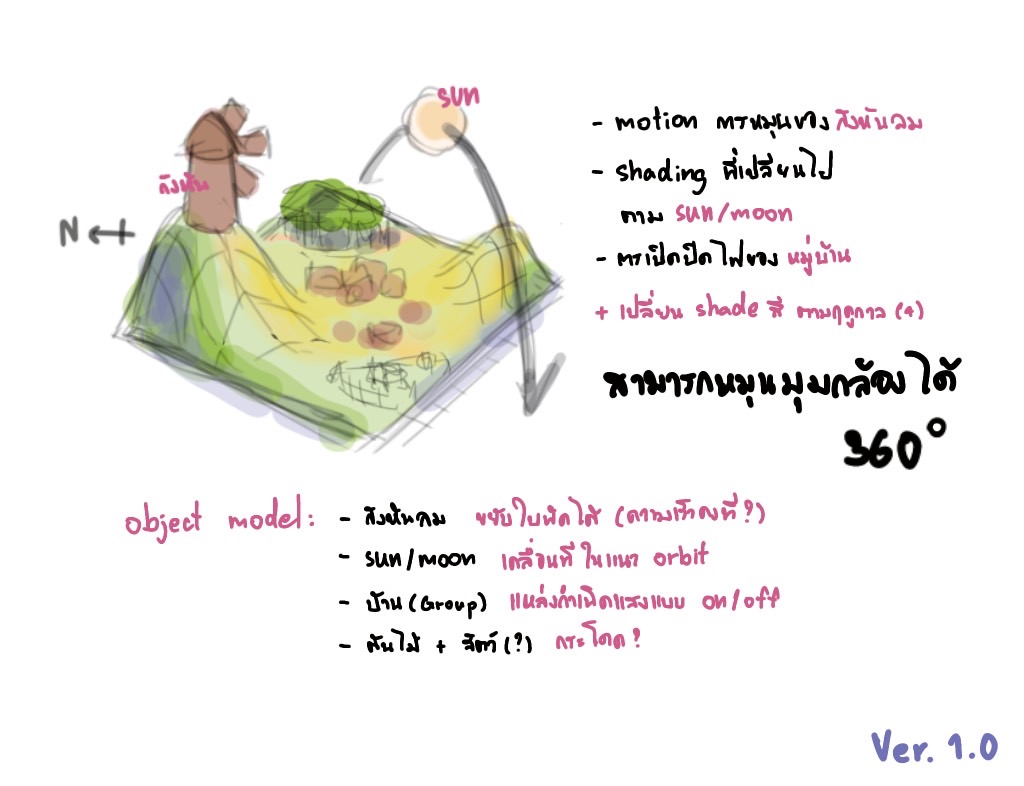 sun
กังหัน
N
- motion การหมุนของ กังหันลม
- shading ที่เปลี่ยนไป
ตาม sun/moon
- การเปิดปิดไฟของ หมู่บ้าน
+ เปลี่ยน shade สี ตามฤดูกาล (4)
สามารถหมุนมุมกล้องได้
360°
object model:
- กังหันลม ขยับใบพัดได้ (ความเร็วคงที่?)
- sun/moon เคลื่อนที่ในแนว orbit
- บ้าน (Group) แหล่งกำเนิดแสงแบบ on/off
- ต้นไม้ + สัตว์ (?) กระโดด?
Ver. 1.0